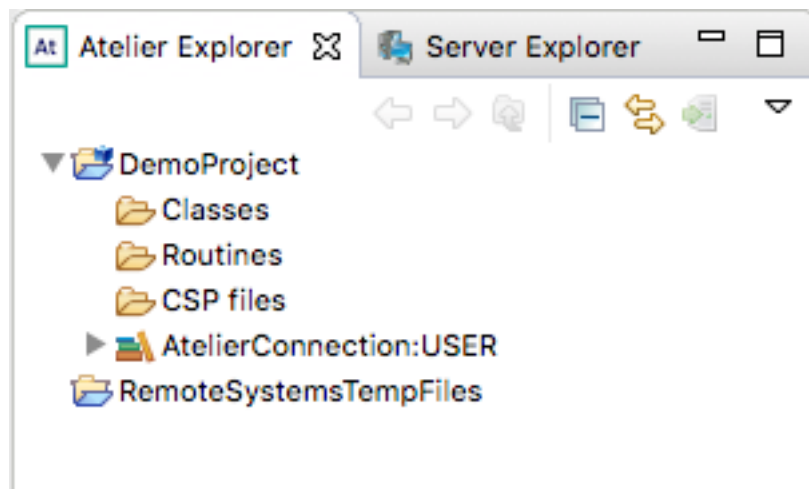 At Atelier Explorer Server Explorer
DemoProject
Classes
Routines
CSP files
AtelierConnection:USER
RemoteSystemsTempFiles